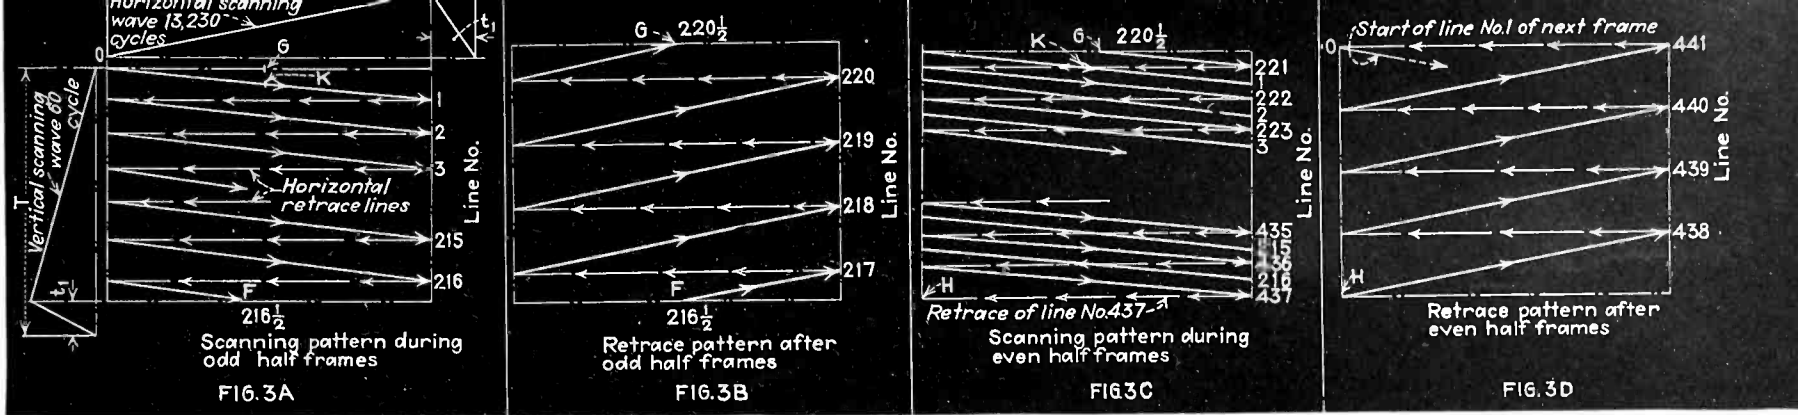 Horizontal scanning
wave 13,230
cycles
t1
O
G
K
1
2
3
Horizontal
retrace lines
215
216
F
216½
T
Vertical scanning
wave 60
cycle
t1
Line No.
Scanning pattern during
odd half frames
FIG. 3A
G
220½
220
219
218
217
F
216½
Line No.
Retrace pattern after
odd half frames
FIG. 3B
K
G
220½
221
1
222
2
223
3
435
215
436
216
437
H
Retrace of line No.437
Line No.
Scanning pattern during
even half frames
FIG3C
Start of line No.1 of next frame
O
441
440
439
438
H
Line No.
Retrace pattern after
even half frames
FIG. 3D